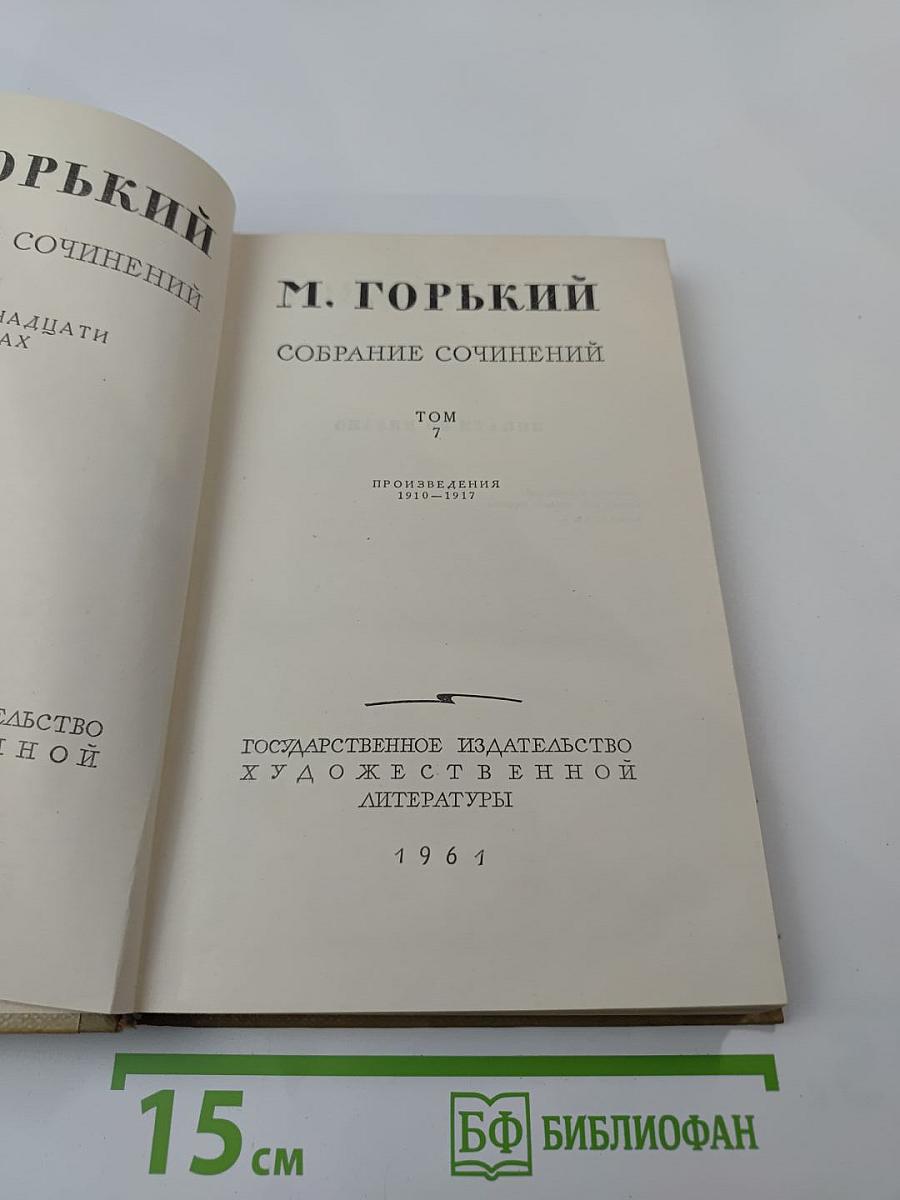 ОРЬКИЙ
СОЧИНЕНИЙ
НАДЦАТИ
АХ
ЕЛЬСТВО
ННОЙ
М. ГОРЬКИЙ
СОБРАНИЕ СОЧИНЕНИЙ
ТОМ
7
ПРОИЗВЕДЕНИЯ
1910—1917
ГОСУДАРСТВЕННОЕ ИЗДАТЕЛЬСТВО
ХУДОЖЕСТВЕННОЙ
ЛИТЕРАТУРЫ
1961
15 см
БФ БИБЛИОФАН